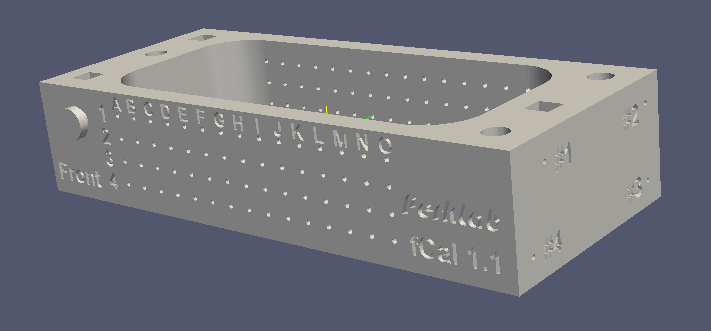 A B C D E F G H I J K L M N O
1
2
3
Front 4
PerkLab
fCal 1.1
#1
#2
#3
#4